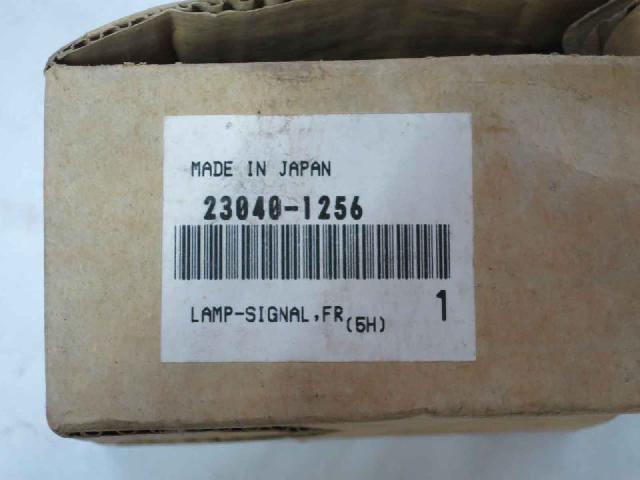 MADE IN JAPAN
23040-1256
LAMP-SIGNAL,FR(5H) 1